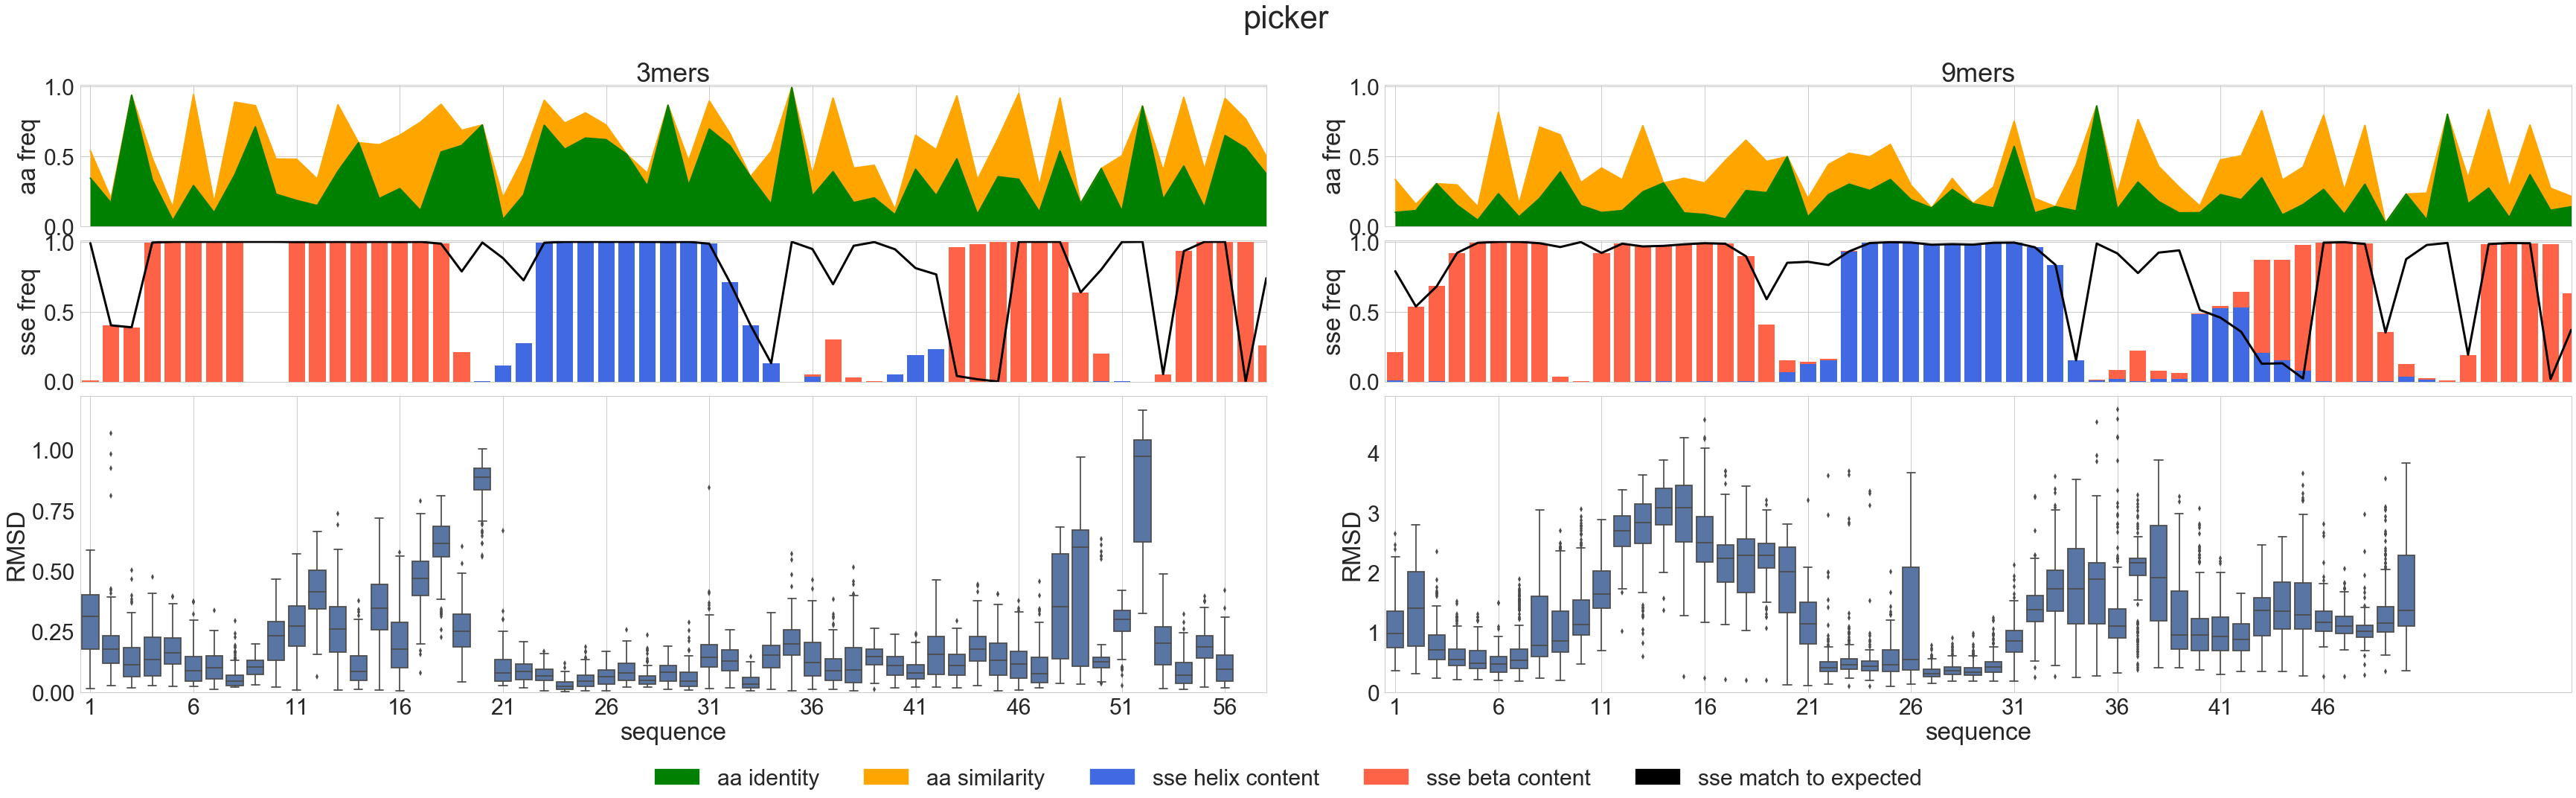 picker
3mers
9mers
aa freq
1.0
0.5
0.0
aa freq
1.0
0.5
0.0
sse freq
1.0
0.5
0.0
sse freq
1.0
0.5
0.0
RMSD
1.00
0.75
0.50
0.25
0.00
RMSD
4
3
2
1
0
1 6 11 16 21 26 31 36 41 46 51 56
1 6 11 16 21 26 31 36 41 46
sequence
sequence
aa identity aa similarity sse helix content sse beta content sse match to expected